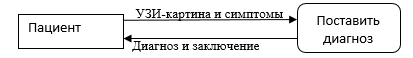 УЗИ-картина и симптомы
Пациент
Поставить
диагноз
Диагноз и заключение